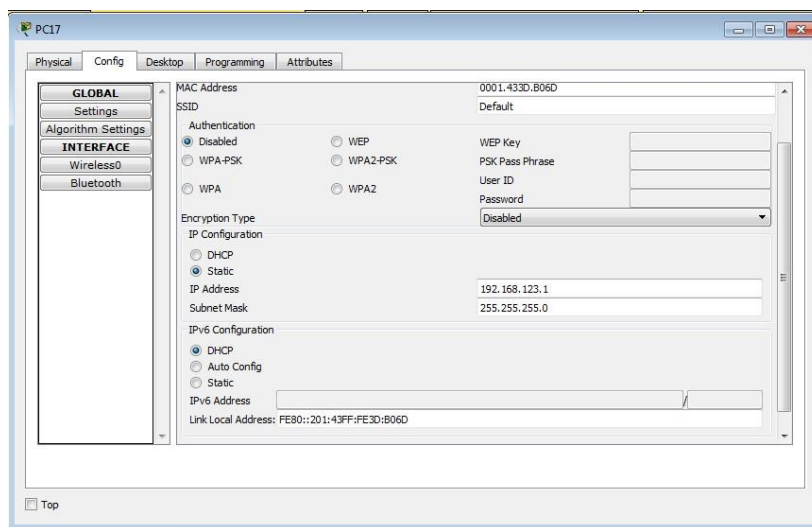 PC17
Physical Config Desktop Programming Attributes
GLOBAL
Settings
Algorithm Settings
INTERFACE
Wireless0
Bluetooth
MAC Address 0001.433D.B06D
SSID Default
Authentication
Disabled WEP WEP Key
WPA-PSK WPA2-PSK PSK Pass Phrase
User ID
WPA WPA2
Password
Encryption Type Disabled
IP Configuration
DHCP
Static
IP Address 192.168.123.1
Subnet Mask 255.255.255.0
IPv6 Configuration
DHCP
Auto Config
Static
IPv6 Address /
Link Local Address: FE80::201:43FF:FE3D:B06D
Top